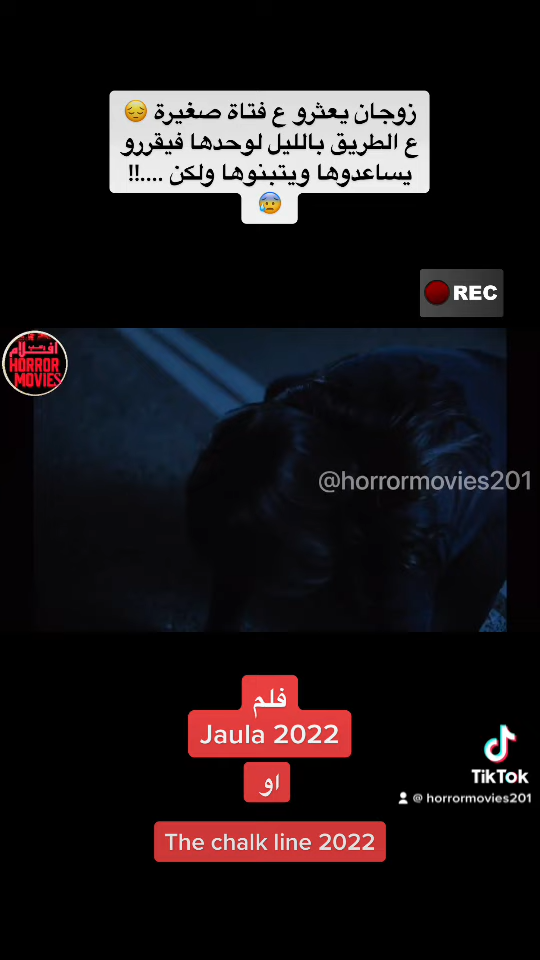 زوجان يعثرو ع فتاة صغيرة 😔
ع الطريق بالليل لوحدها فيقررو
يساعدوها ويتبنوها ولكن ....!!
😰
REC
افلام
HORROR
MOVIES
@horrormovies201
فلم
Jaula 2022
او
TikTok
@ horrormovies201
The chalk line 2022